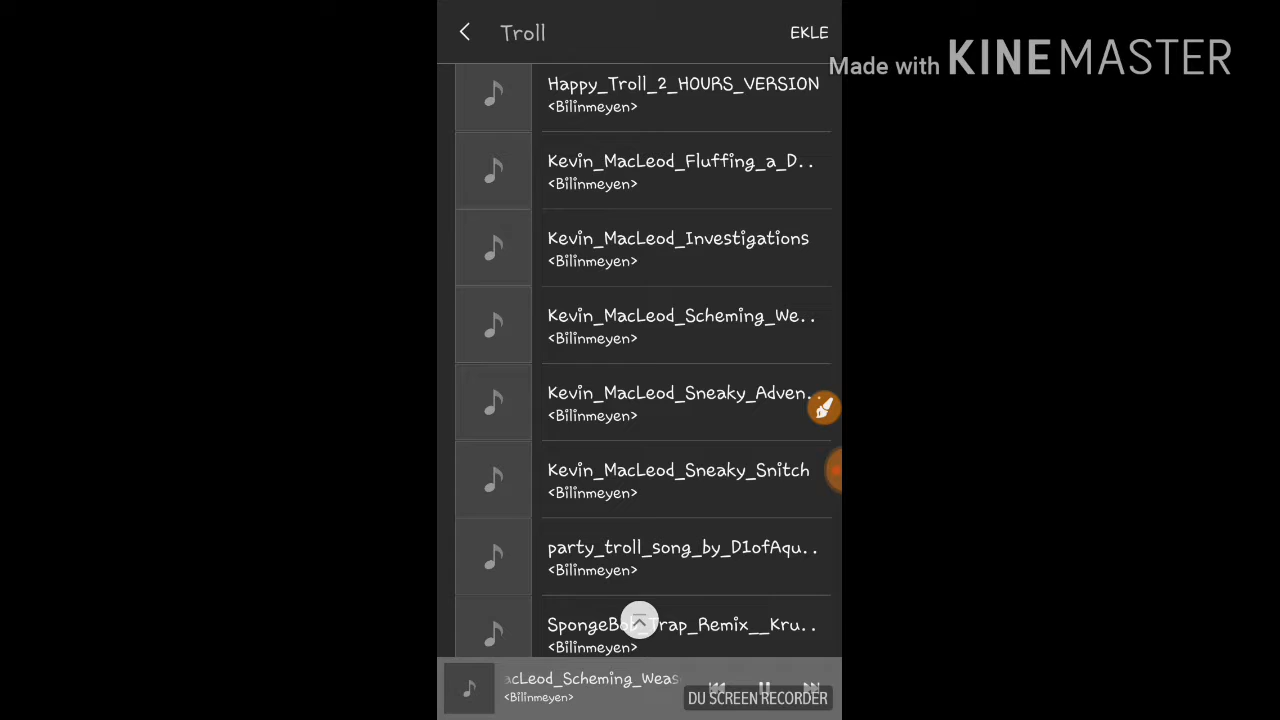 Troll
EKLE
Made with KINEMASTER
Happy_Troll_2_HOURS_VERSION
<Bilinmeyen>
Kevin_MacLeod_Fluffing_a_D..
<Bilinmeyen>
Kevin_MacLeod_Investigations
<Bilinmeyen>
Kevin_MacLeod_Scheming_We..
<Bilinmeyen>
Kevin_MacLeod_Sneaky_Adven..
<Bilinmeyen>
Kevin_MacLeod_Sneaky_Snitch
<Bilinmeyen>
party_troll_song_by_D1ofAqu..
<Bilinmeyen>
SpongeBob_Trap_Remix__Kru..
<Bilinmeyen>
acLeod_Scheming_Weas
<Bilinmeyen>
DU SCREEN RECORDER